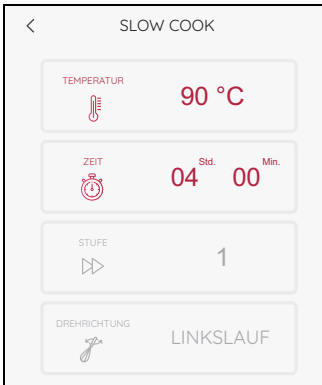 SLOW COOK
TEMPERATUR
90 °C
ZEIT
04 Std. 00 Min.
STUFE
1
DREHRICHTUNG
LINKSLAUF